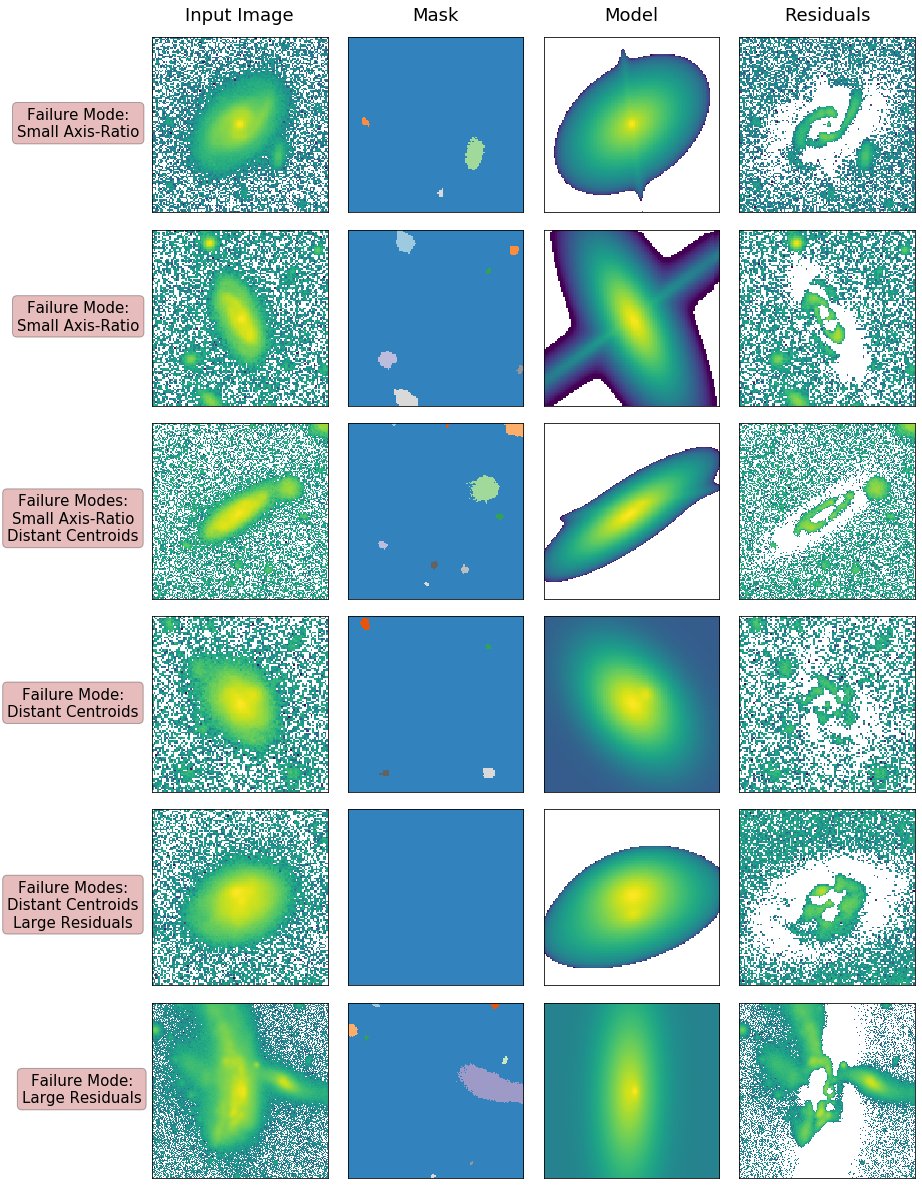 Input Image
Mask
Model
Residuals
Failure Mode:
Small Axis-Ratio
Failure Mode:
Small Axis-Ratio
Failure Modes:
Small Axis-Ratio
Distant Centroids
Failure Mode:
Distant Centroids
Failure Modes:
Distant Centroids
Large Residuals
Failure Mode:
Large Residuals